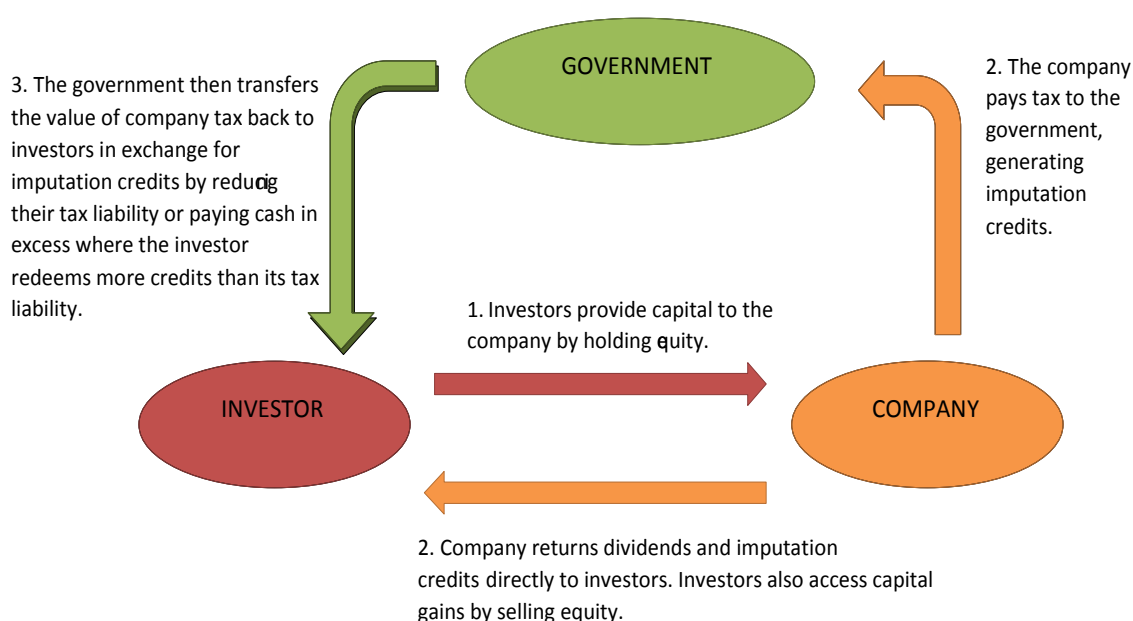 GOVERNMENT
2. The company
pays tax to the
government,
generating
imputation
credits.
3. The government then transfers
the value of company tax back to
investors in exchange for
imputation credits by reducing
their tax liability or paying cash in
excess where the investor
redeems more credits than its tax
liability.
1. Investors provide capital to the
company by holding equity.
INVESTOR
COMPANY
2. Company returns dividends and imputation
credits directly to investors. Investors also access capital
gains by selling equity.